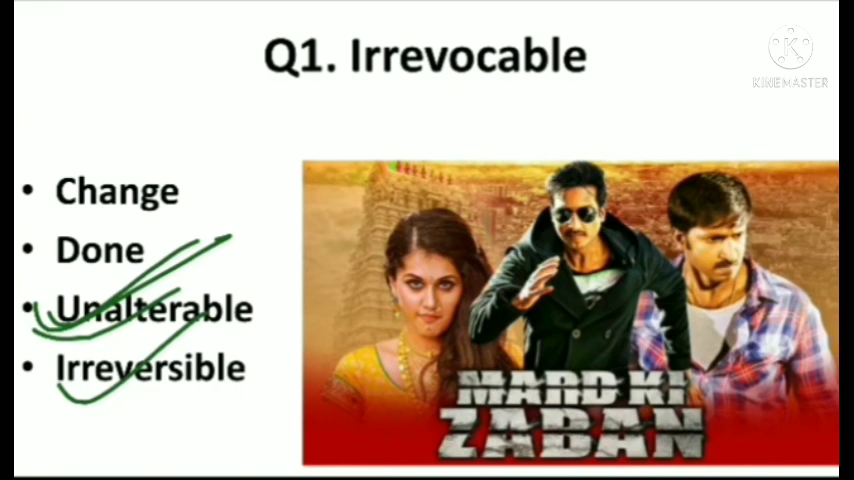 Q1. Irrevocable
KINEMASTER
• Change
• Done
• Unalterable
• Irreversible
MARD KI
ZABAN